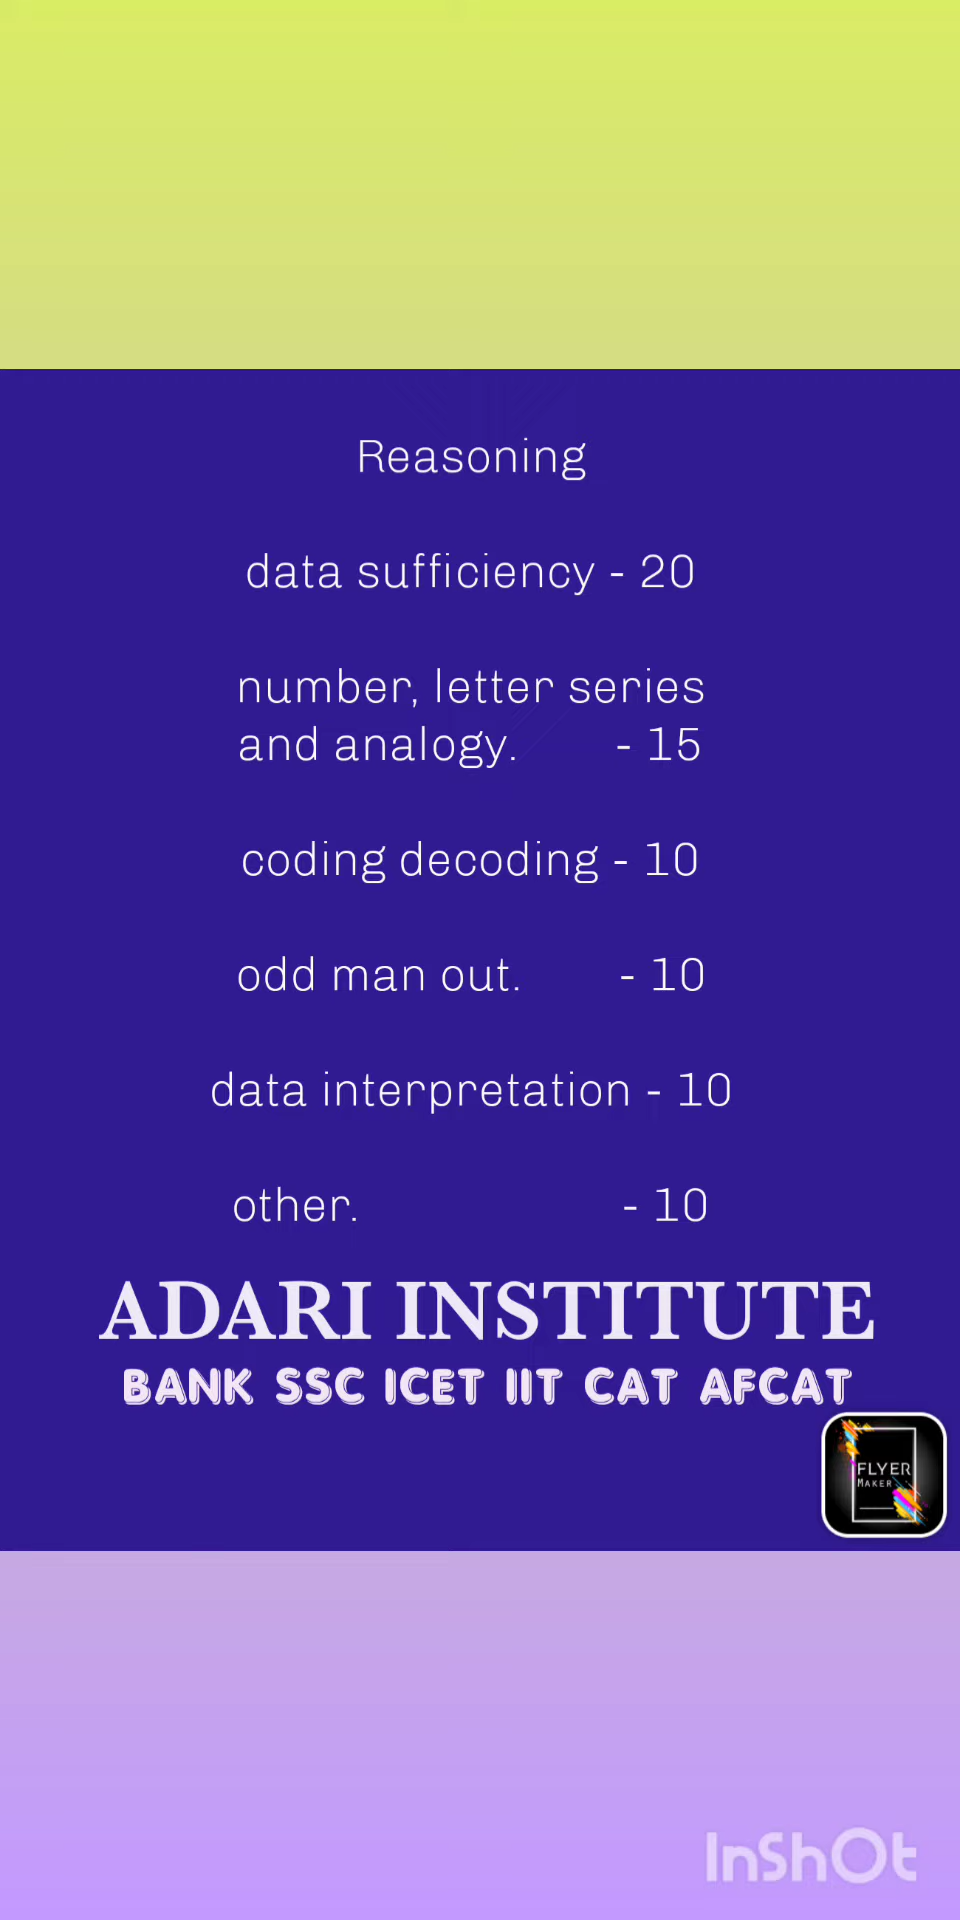 Reasoning
data sufficiency - 20
number, letter series
and analogy. - 15
coding decoding - 10
odd man out. - 10
data interpretation - 10
other. - 10
ADARI INSTITUTE
BANK SSC ICET IIT CAT AFCAT
FLYER
MAKER
InShOt